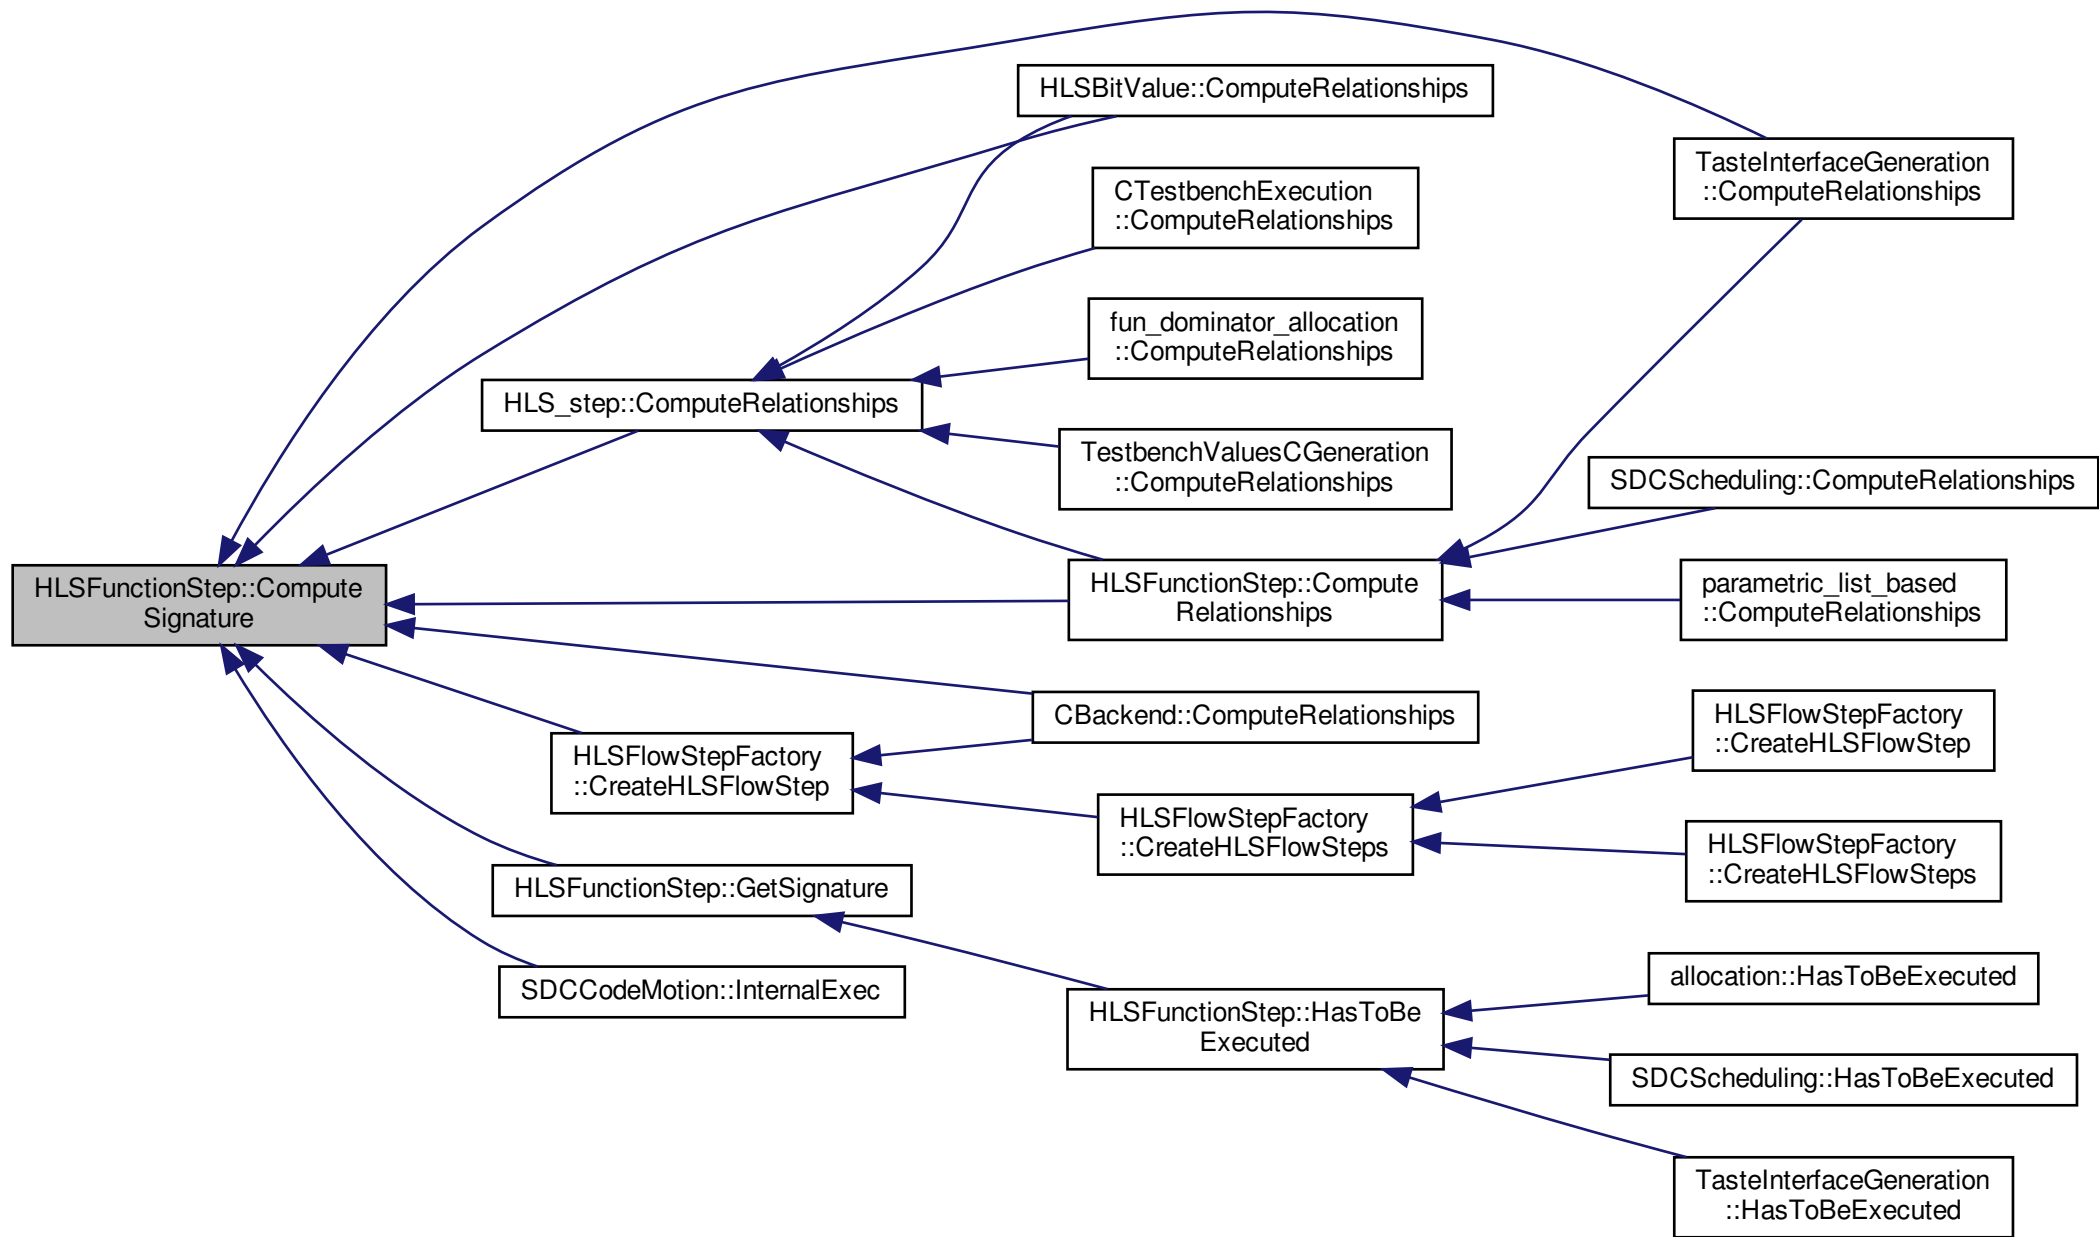 HLSBitValue::ComputeRelationships
TasteInterfaceGeneration
::ComputeRelationships
CTestbenchExecution
::ComputeRelationships
fun_dominator_allocation
::ComputeRelationships
HLS_step::ComputeRelationships
TestbenchValuesCGeneration
::ComputeRelationships
SDCScheduling::ComputeRelationships
HLSFunctionStep::Compute
Signature
HLSFunctionStep::Compute
Relationships
parametric_list_based
::ComputeRelationships
CBackend::ComputeRelationships
HLSFlowStepFactory
::CreateHLSFlowStep
HLSFlowStepFactory
::CreateHLSFlowStep
HLSFlowStepFactory
::CreateHLSFlowSteps
HLSFlowStepFactory
::CreateHLSFlowSteps
HLSFunctionStep::GetSignature
SDCCodeMotion::InternalExec
HLSFunctionStep::HasToBe
Executed
allocation::HasToBeExecuted
SDCScheduling::HasToBeExecuted
TasteInterfaceGeneration
::HasToBeExecuted